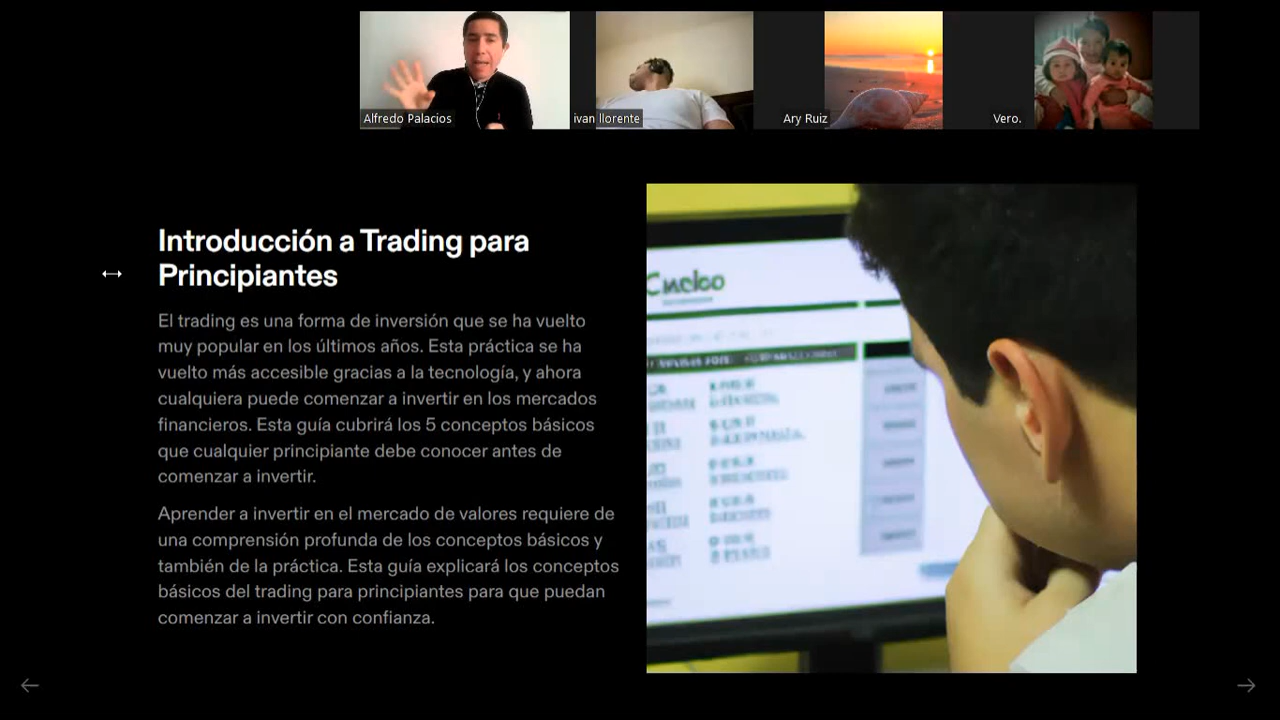 Alfredo Palacios
ivan llorente
Ary Ruiz
Vero.
Introducción a Trading para
Principiantes
El trading es una forma de inversión que se ha vuelto
muy popular en los últimos años. Esta práctica se ha
vuelto más accesible gracias a la tecnología, y ahora
cualquiera puede comenzar a invertir en los mercados
financieros. Esta guía cubrirá los 5 conceptos básicos
que cualquier principiante debe conocer antes de
comenzar a invertir.
Aprender a invertir en el mercado de valores requiere de
una comprensión profunda de los conceptos básicos y
también de la práctica. Esta guía explicará los conceptos
básicos del trading para principiantes para que puedan
comenzar a invertir con confianza.